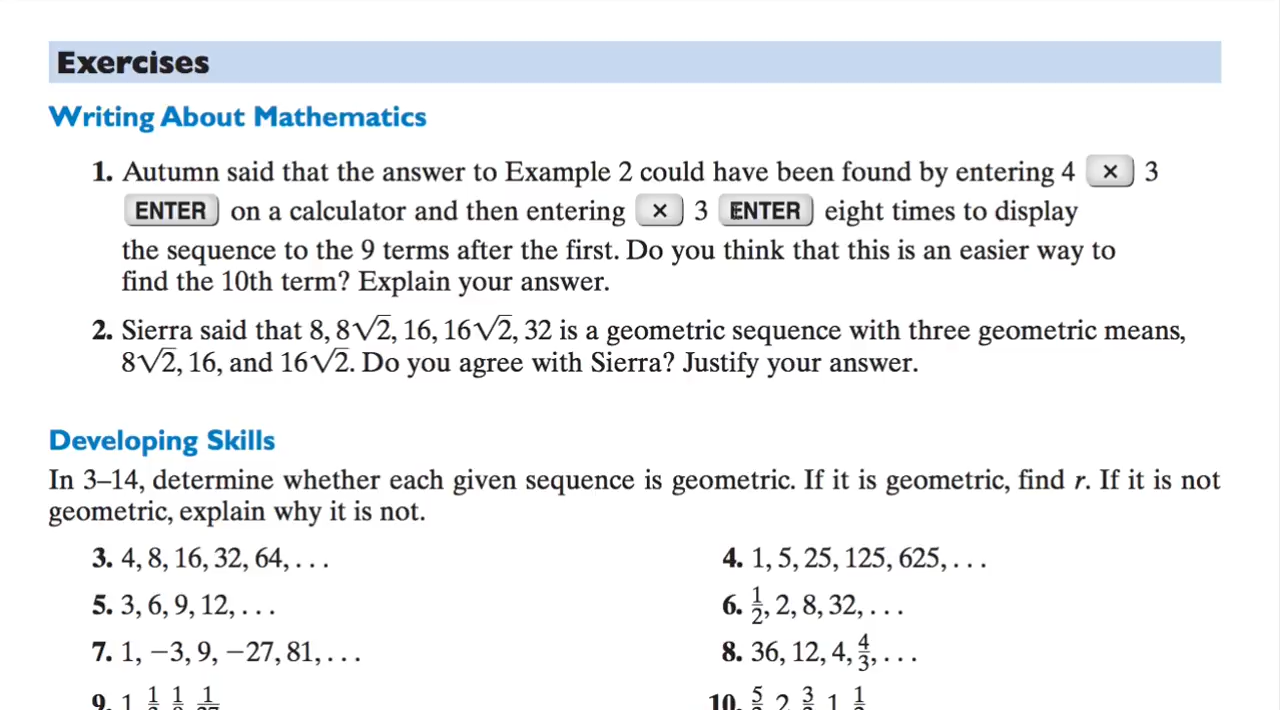 Exercises
Writing About Mathematics
1. Autumn said that the answer to Example 2 could have been found by entering 4 × 3
ENTER on a calculator and then entering × 3 ENTER eight times to display
the sequence to the 9 terms after the first. Do you think that this is an easier way to
find the 10th term? Explain your answer.
2. Sierra said that 8, 8√2, 16, 16√2, 32 is a geometric sequence with three geometric means,
8√2, 16, and 16√2. Do you agree with Sierra? Justify your answer.
Developing Skills
In 3–14, determine whether each given sequence is geometric. If it is geometric, find r. If it is not
geometric, explain why it is not.
3. 4, 8, 16, 32, 64, . . .
4. 1, 5, 25, 125, 625, . . .
5. 3, 6, 9, 12, . . .
6. 1/2, 2, 8, 32, . . .
7. 1, −3, 9, −27, 81, . . .
8. 36, 12, 4, 4/3, . . .
9. 1
10. 2 1